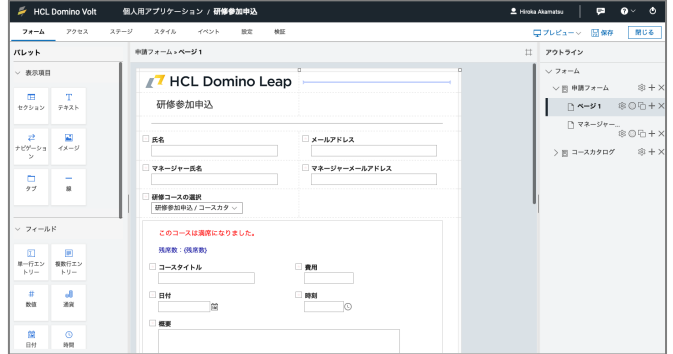 HCL Domino Volt
個人用アプリケーション / 研修参加申込
Hiroka Akamatsu
フォーム アクセス ステージ スタイル イベント 設定 検証
プレビュー 保存 閉じる
パレット
申請フォーム » ページ 1
アウトライン
表示項目
セクション テキスト
ナビゲーション イメージ
タブ 線
フィールド
単一行エントリー 複数行エントリー
数値 通貨
日付 時間
HCL Domino Leap
研修参加申込
氏名 メールアドレス
マネージャー氏名 マネージャーメールアドレス
研修コースの選択
研修参加申込 / コースカタ
このコースは満席になりました。
残席数：{残席数}
コースタイトル 費用
日付 時刻
概要
フォーム
申請フォーム
ページ 1
マネージャー...
コースカタログ